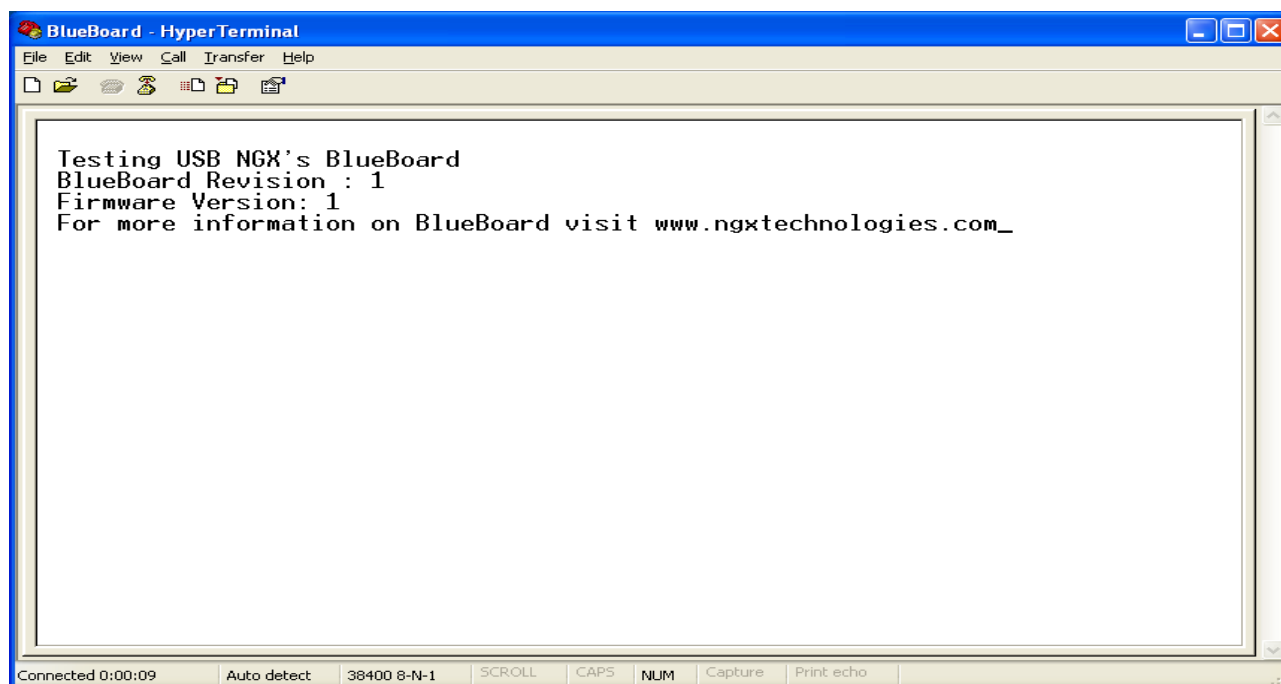 BlueBoard - HyperTerminal
File Edit View Call Transfer Help
Testing USB NGX's BlueBoard
BlueBoard Revision : 1
Firmware Version: 1
For more information on BlueBoard visit www.ngxtechnologies.com_
Connected 0:00:09 Auto detect 38400 8-N-1 SCROLL CAPS NUM Capture Print echo